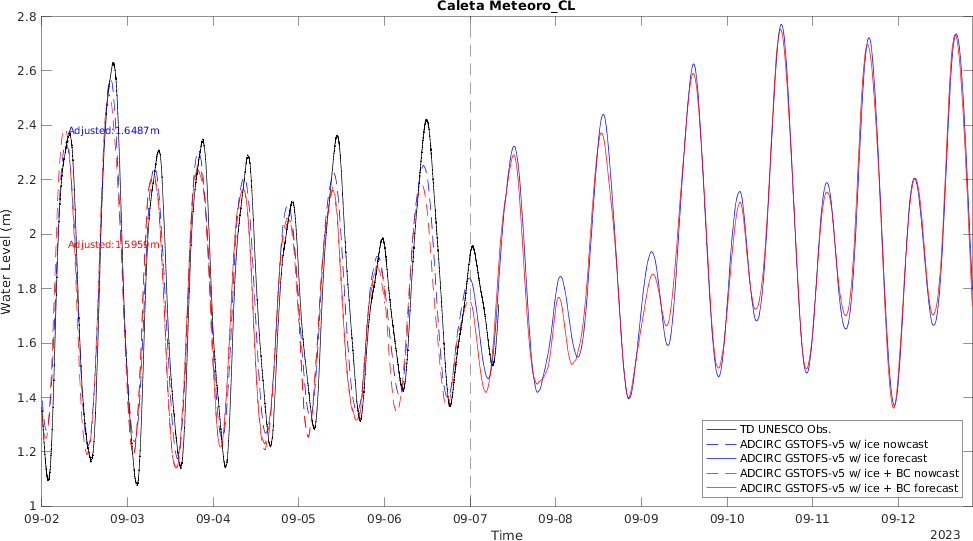 Caleta Meteoro_CL
2.8
2.6
2.4
2.2
2
1.8
1.6
1.4
1.2
1
Water Level (m)
Adjusted:1.6487m
Adjusted:1.5959m
TD UNESCO Obs.
ADCIRC GSTOFS-v5 w/ ice nowcast
ADCIRC GSTOFS-v5 w/ ice forecast
ADCIRC GSTOFS-v5 w/ ice + BC nowcast
ADCIRC GSTOFS-v5 w/ ice + BC forecast
09-02 09-03 09-04 09-05 09-06 09-07 09-08 09-09 09-10 09-11 09-12
Time
2023